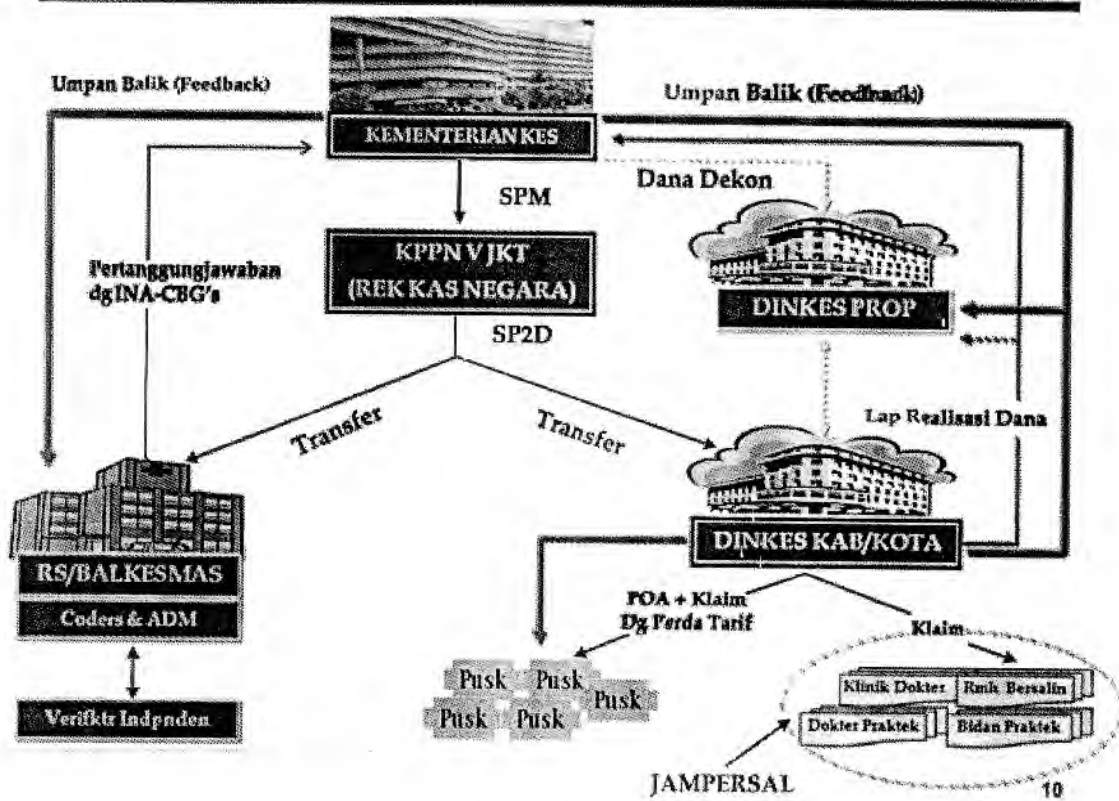 Umpan Balik (Feedback)
Umpan Balik (Feedback)
KEMENTERIAN KES
Dana Dekon
SPM
Pertanggungjawaban
dg INA-CBG's
KPPN V JKT
(REK KAS NEGARA)
DINKES PROP
SP2D
Transfer
Transfer
Lap Realisasi Dana
RS/BALKESMAS
Coders & ADM
Verifktr Indpnden
DINKES KAB/KOTA
POA + Klaim
Dg Perda Tarif
Klaim
Pusk
Pusk
Pusk
Pusk
Pusk
Klinik Dokter
Rmh Bersalin
Dokter Praktek
Bidan Praktek
JAMPERSAL
10